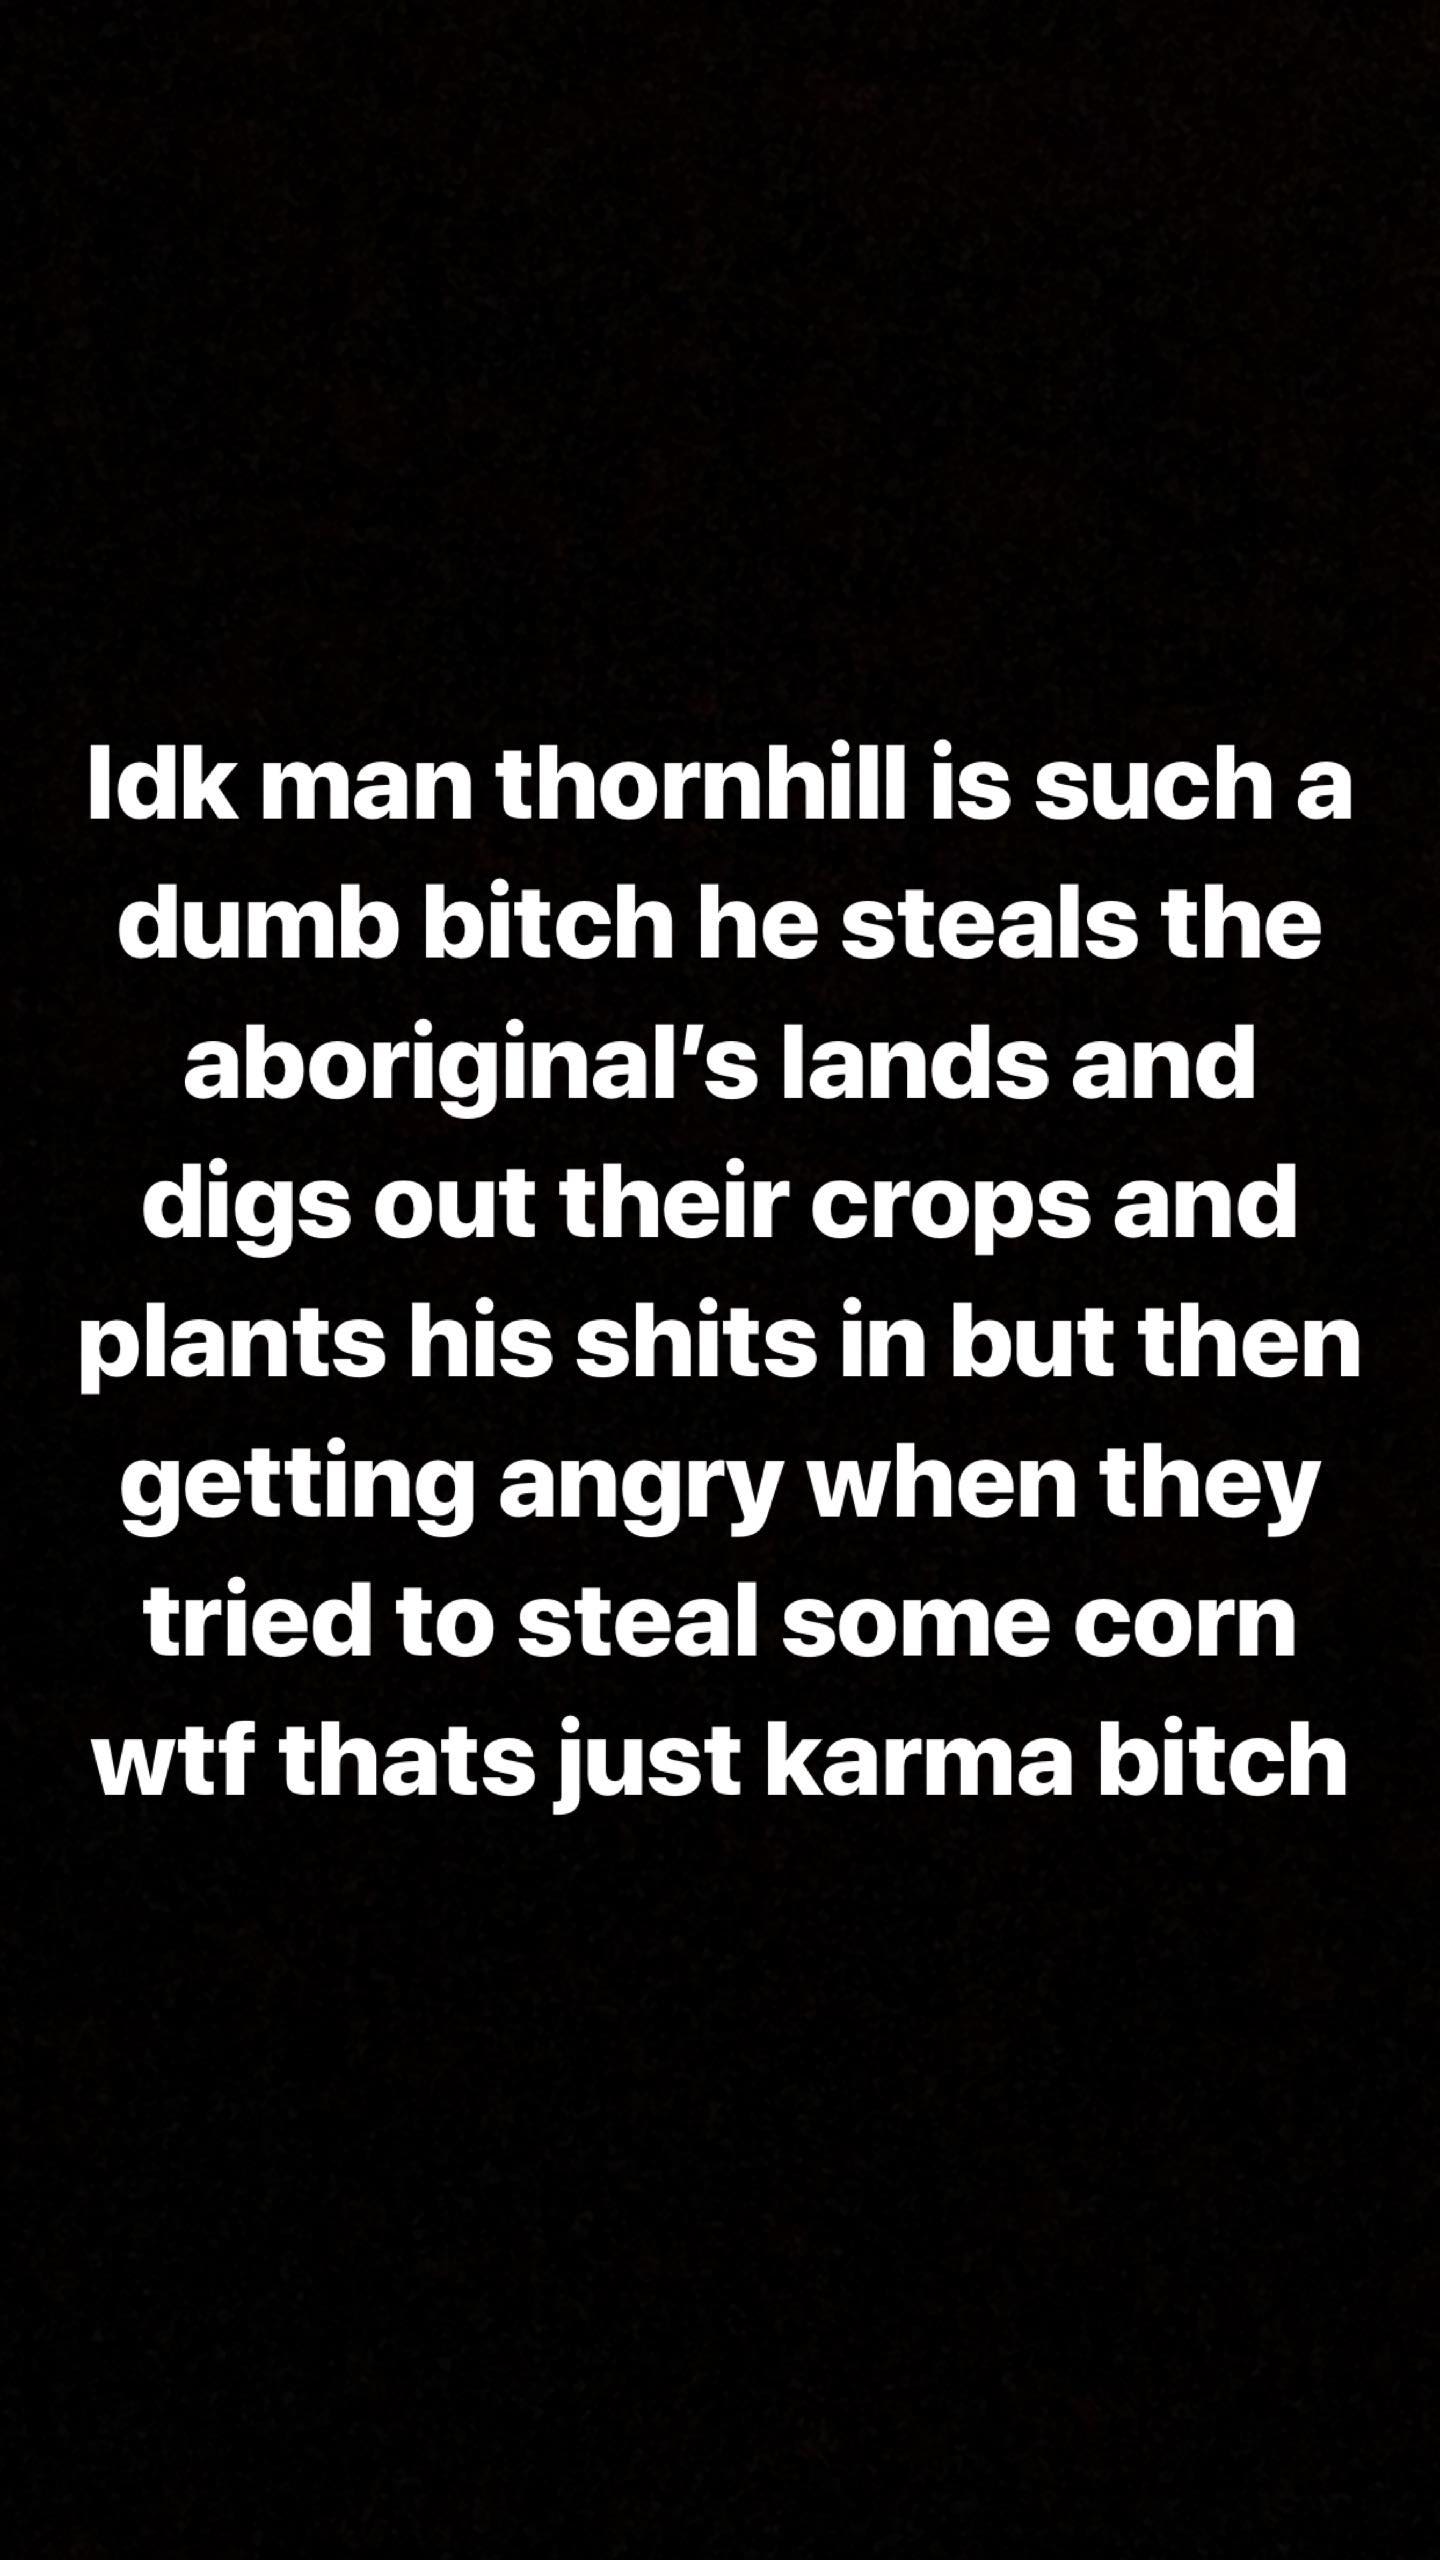 Idk man thornhill is such a
dumb bitch he steals the
aboriginal’s lands and
digs out their crops and
plants his shits in but then
getting angry when they
tried to steal some corn
wtf thats just karma bitch